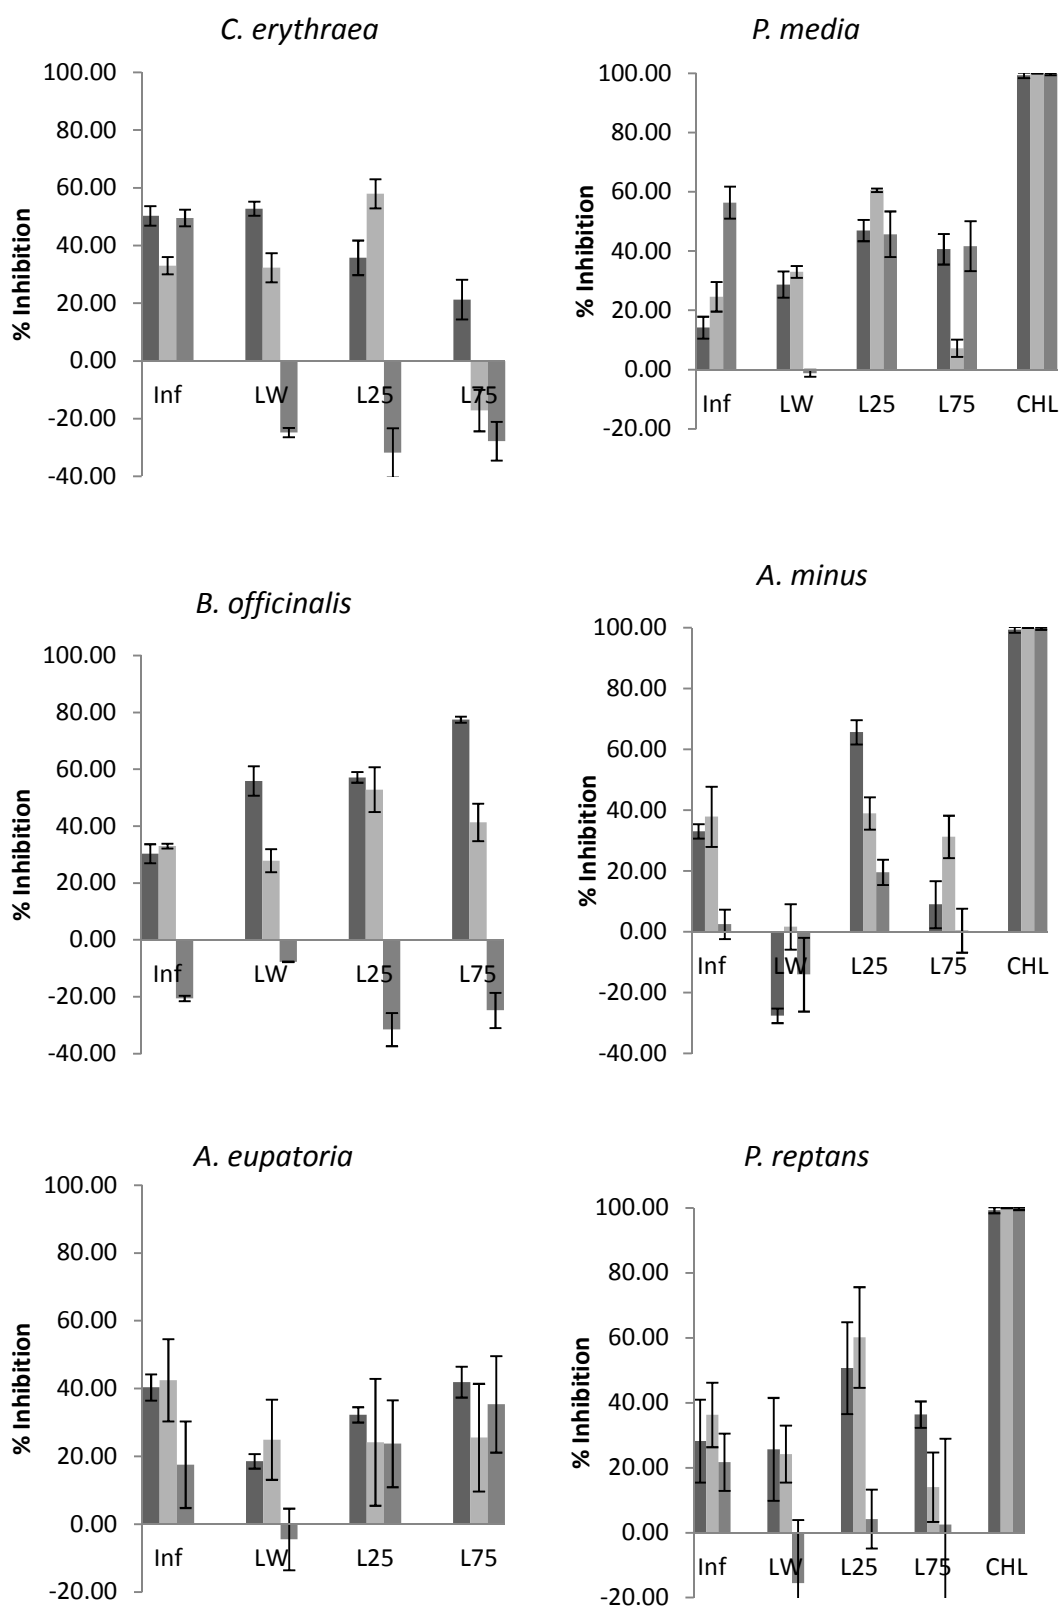 C. erythraea
100.00
80.00
60.00
40.00
20.00
0.00
-20.00
-40.00
% Inhibition
Inf LW L25 L75
P. media
100.00
80.00
60.00
40.00
20.00
0.00
-20.00
% Inhibition
Inf LW L25 L75 CHL
B. officinalis
100.00
80.00
60.00
40.00
20.00
0.00
-20.00
-40.00
% Inhibition
Inf LW L25 L75
A. minus
100.00
80.00
60.00
40.00
20.00
0.00
-20.00
-40.00
% Inhibition
Inf LW L25 L75 CHL
A. eupatoria
100.00
80.00
60.00
40.00
20.00
0.00
-20.00
% Inhibition
Inf LW L25 L75
P. reptans
100.00
80.00
60.00
40.00
20.00
0.00
-20.00
% Inhibition
Inf LW L25 L75 CHL